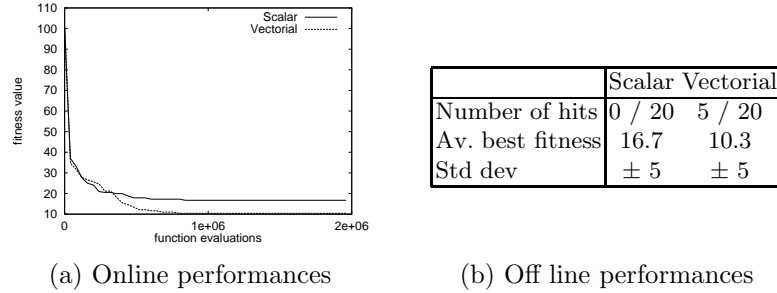 Scalar
Vectorial
110
100
90
80
70
60
50
40
30
20
10
fitness value
0 1e+06 2e+06
function evaluations
(a) Online performances
Scalar Vectorial
Number of hits 0 / 20 5 / 20
Av. best fitness 16.7 10.3
Std dev ± 5 ± 5
(b) Off line performances